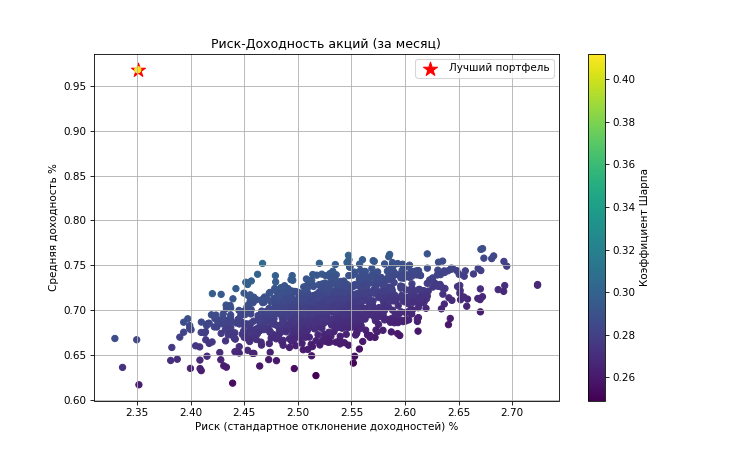 Риск-Доходность акций (за месяц)
Лучший портфель
Средняя доходность %
0.95
0.90
0.85
0.80
0.75
0.70
0.65
0.60
2.35 2.40 2.45 2.50 2.55 2.60 2.65 2.70
Риск (стандартное отклонение доходностей) %
0.40
0.38
0.36
0.34
0.32
0.30
0.28
0.26
Коэффициент Шарпа